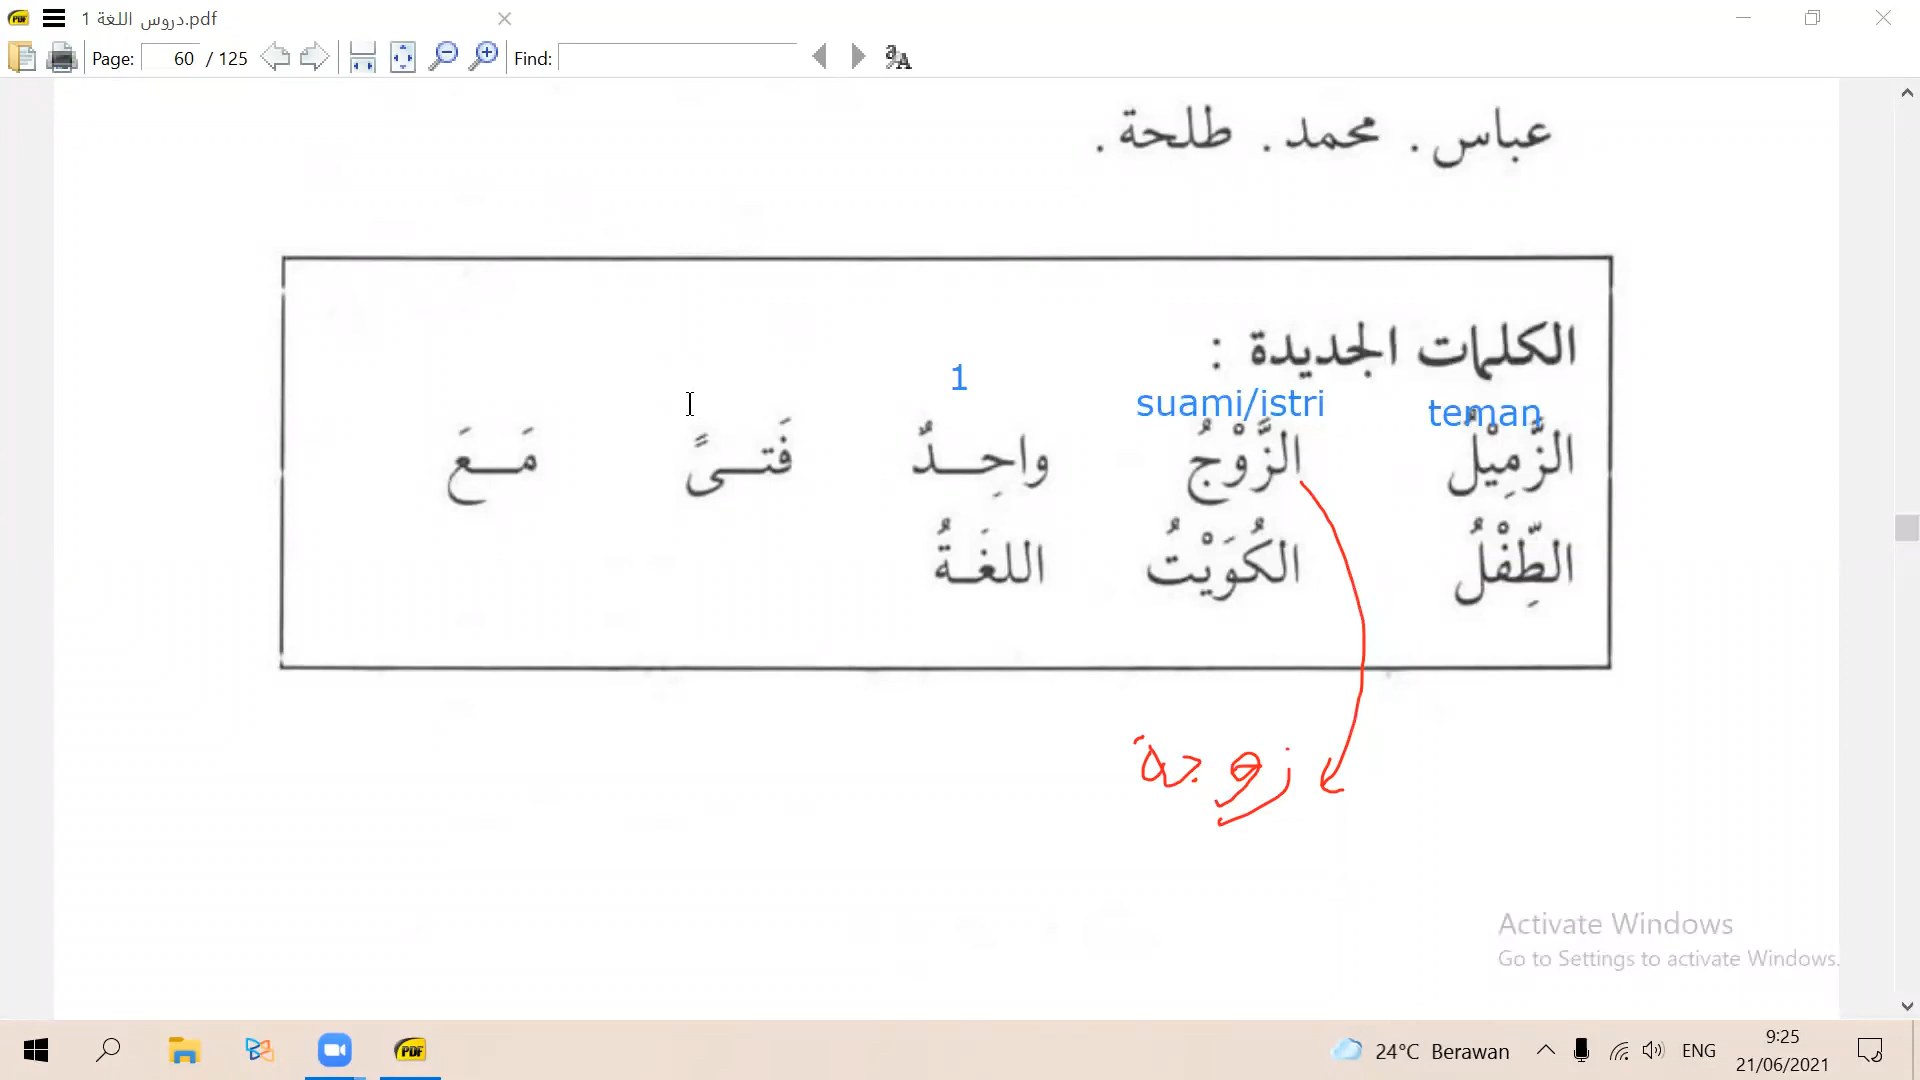 دروس اللغة 1.pdf
Page: 60 / 125 Find:
عباس . محمد . طلحة .
الكلمات الجديدة :
teman suami/istri 1
الزَّمِيْلُ الزَّوْجُ واحِـدٌ فَتـىً مَـعَ
الطِّفْلُ الكُوَيْتُ اللغَـةُ
زوجة
Activate Windows
Go to Settings to activate Windows.
24°C Berawan ENG 9:25
21/06/2021